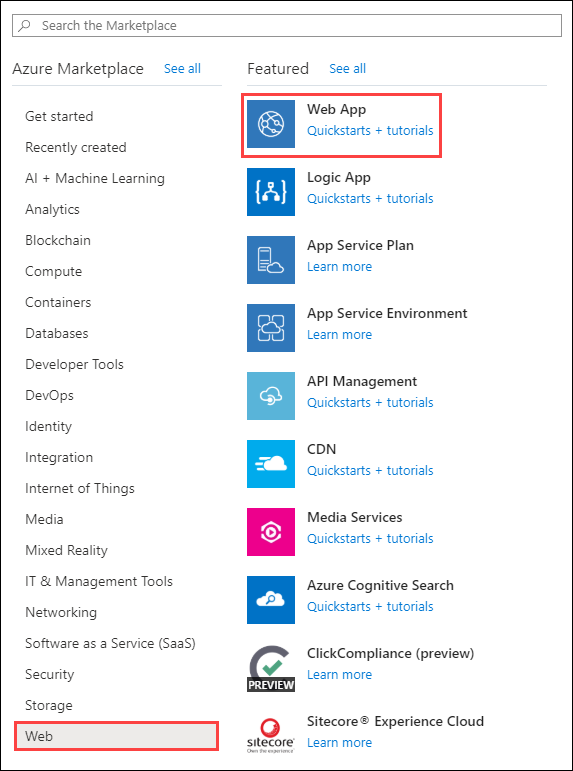 Search the Marketplace
Azure Marketplace See all
Get started
Recently created
AI + Machine Learning
Analytics
Blockchain
Compute
Containers
Databases
Developer Tools
DevOps
Identity
Integration
Internet of Things
Media
Mixed Reality
IT & Management Tools
Networking
Software as a Service (SaaS)
Security
Storage
Web
Featured See all
Web App
Quickstarts + tutorials
Logic App
Quickstarts + tutorials
App Service Plan
Learn more
App Service Environment
Learn more
API Management
Quickstarts + tutorials
CDN
Quickstarts + tutorials
Media Services
Quickstarts + tutorials
Azure Cognitive Search
Quickstarts + tutorials
PREVIEW
ClickCompliance (preview)
Learn more
sitecore
Own the experience
Sitecore® Experience Cloud
Learn more